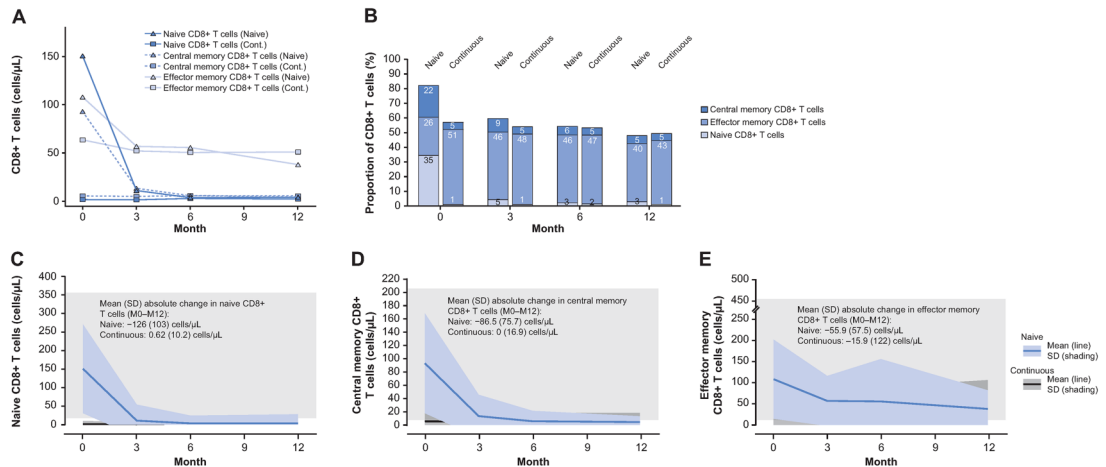 A
CD8+ T cells (cells/µL)
150
100
50
0
0
3
6
9
12
Month
Naive CD8+ T cells (Naive)
Naive CD8+ T cells (Cont.)
Central memory CD8+ T cells (Naive)
Central memory CD8+ T cells (Cont.)
Effector memory CD8+ T cells (Naive)
Effector memory CD8+ T cells (Cont.)
B
Proportion of CD8+ T cells (%)
100
90
80
70
60
50
40
30
20
10
0
Naive
Continuous
Naive
Continuous
Naive
Continuous
Naive
Continuous
22
26
35
5
51
1
9
46
5
5
48
1
6
46
3
5
47
2
5
40
3
5
43
1
0
3
6
12
Month
Central memory CD8+ T cells
Effector memory CD8+ T cells
Naive CD8+ T cells
C
Naive CD8+ T cells (cells/µL)
400
350
300
250
200
150
100
50
0
Mean (SD) absolute change in naive CD8+
T cells (M0–M12):
Naive: −126 (103) cells/µL
Continuous: 0.62 (10.2) cells/µL
0
3
6
9
12
Month
D
Central memory CD8+
T cells (cells/µL)
220
200
180
160
140
120
100
80
60
40
20
0
Mean (SD) absolute change in central memory
CD8+ T cells (M0–M12):
Naive: −86.5 (75.7) cells/µL
Continuous: 0 (16.9) cells/µL
0
3
6
9
12
Month
E
Effector memory
CD8+ T cells (cells/µL)
500
450
250
200
150
100
50
0
Mean (SD) absolute change in effector memory
CD8+ T cells (M0–M12):
Naive: −55.9 (57.5) cells/µL
Continuous: −15.9 (122) cells/µL
0
3
6
9
12
Month
Naive
Mean (line)
SD (shading)
Continuous
Mean (line)
SD (shading)